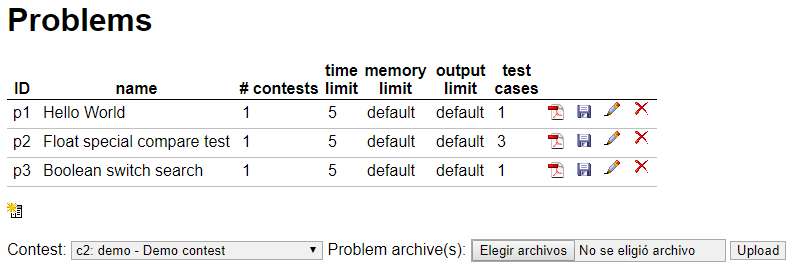 Problems
ID name # contests time limit memory limit output limit test cases
p1 Hello World 1 5 default default 1
p2 Float special compare test 1 5 default default 3
p3 Boolean switch search 1 5 default default 1
Contest: c2: demo - Demo contest Problem archive(s): Elegir archivos No se eligió archivo Upload